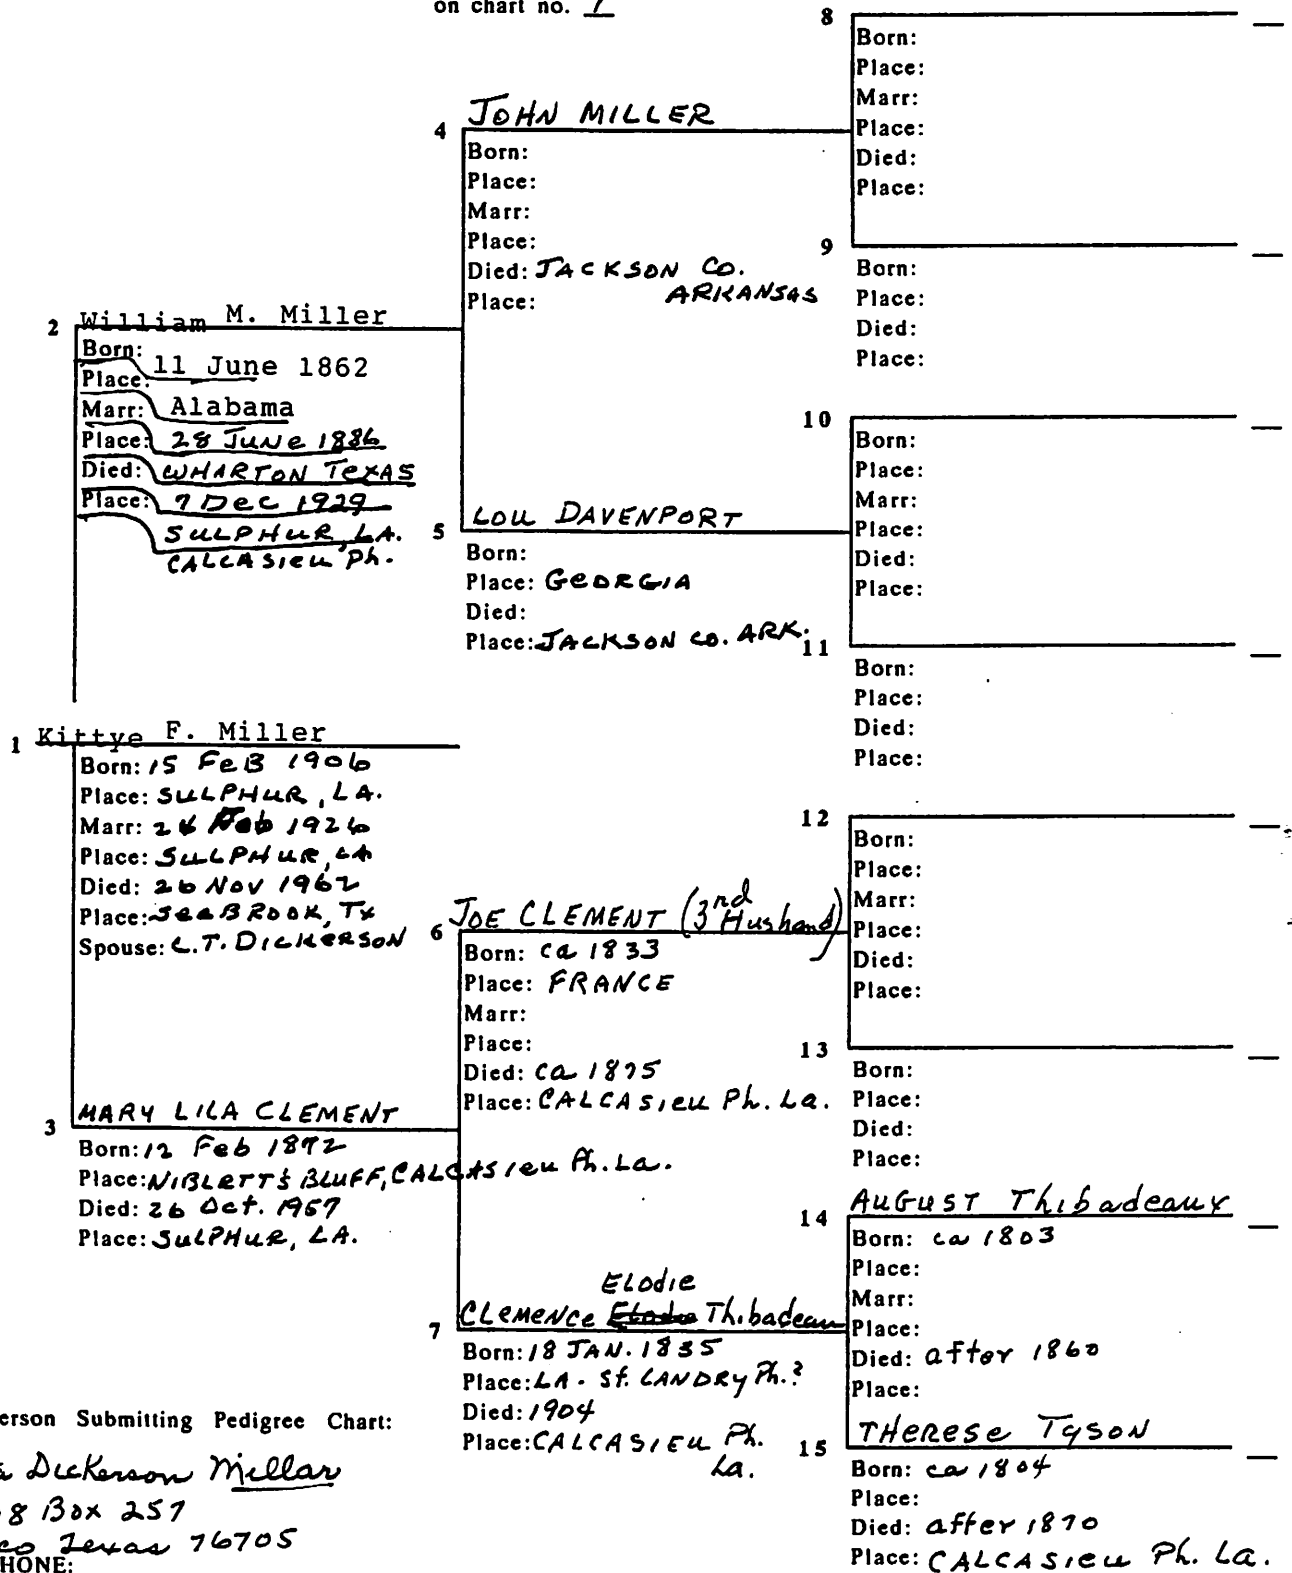 on chart no. 1
8
Born:
Place:
Marr:
Place:
Died:
Place:
4 JOHN MILLER
Born:
Place:
Marr:
Place:
Died: JACKSON CO.
ARKANSAS
Place:
9
Born:
Place:
Died:
Place:
2 William M. Miller
Born: 11 June 1862
Place: Alabama
Marr: 28 JUNE 1886
Place: WHARTON TEXAS
Died: 7 Dec 1929
Place: SULPHUR, LA.
CALCASIEU Ph.
10
Born:
Place:
Marr:
Place:
Died:
Place:
5 LOU DAVENPORT
Born:
Place: GEORGIA
Died:
Place: JACKSON CO. ARK.
11
Born:
Place:
Died:
Place:
1 Kittye F. Miller
Born: 15 FEB 1906
Place: SULPHUR, LA.
Marr: Feb 1926
Place: SULPHUR, LA
Died: 26 NOV 1962
Place: SEABROOK, TX
Spouse: L.T. DICKERSON
12
Born:
Place:
Marr:
Place:
Died:
Place:
6 JOE CLEMENT (3rd Husband)
Born: ca 1833
Place: FRANCE
Marr:
Place:
Died: ca 1875
Place: CALCASIEU Ph. La.
13
Born:
Place:
Died:
Place:
3 MARY LILA CLEMENT
Born: 12 Feb 1872
Place: NIBLETT'S BLUFF, CALCASIEU Ph. La.
Died: 26 Oct. 1957
Place: SULPHUR, LA.
14 AUGUST Thibadeaux
Born: ca 1803
Place:
Marr:
Place:
Died: after 1860
Place:
ELODIE
7 CLEMENCE Elodie Thibadeau
Born: 18 JAN. 1835
Place: LA. St. LANDRY Ph.?
Died: 1904
Place: CALCASIEU Ph.
La.
15 THERESE TYSON
Born: ca 1804
Place:
Died: after 1870
Place: CALCASIEU Ph. La.
erson Submitting Pedigree Chart:
a Dickerson Millar
8 Box 257
co Texas 76705
HONE: